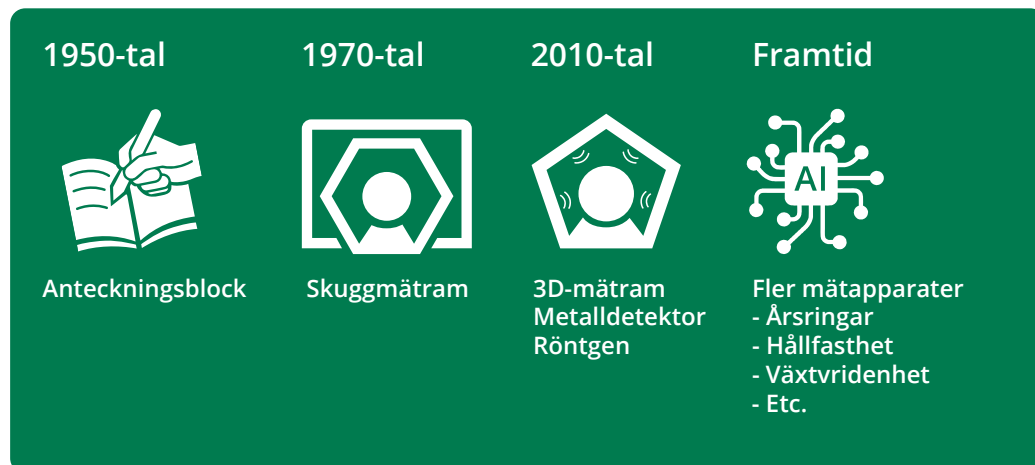 1950-tal
Anteckningsblock
1970-tal
Skuggmätram
2010-tal
3D-mätram
Metalldetektor
Röntgen
Framtid
AI
Fler mätapparater
- Årsringar
- Hållfasthet
- Växtvridenhet
- Etc.